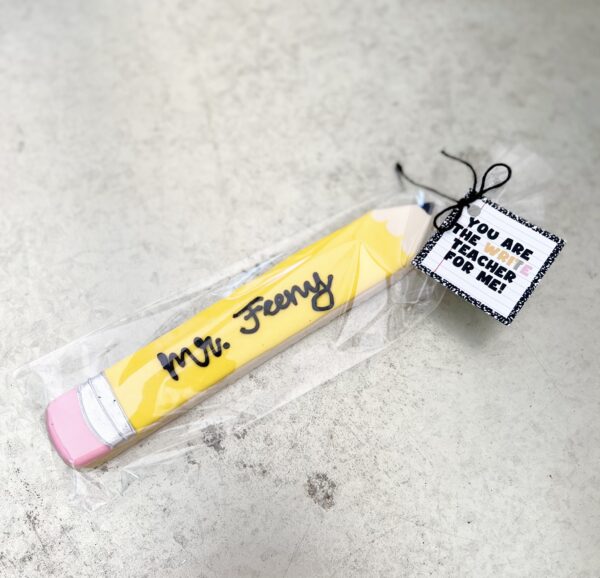 Mr. Feeny
YOU ARE
THE WRITE
TEACHER
FOR ME!